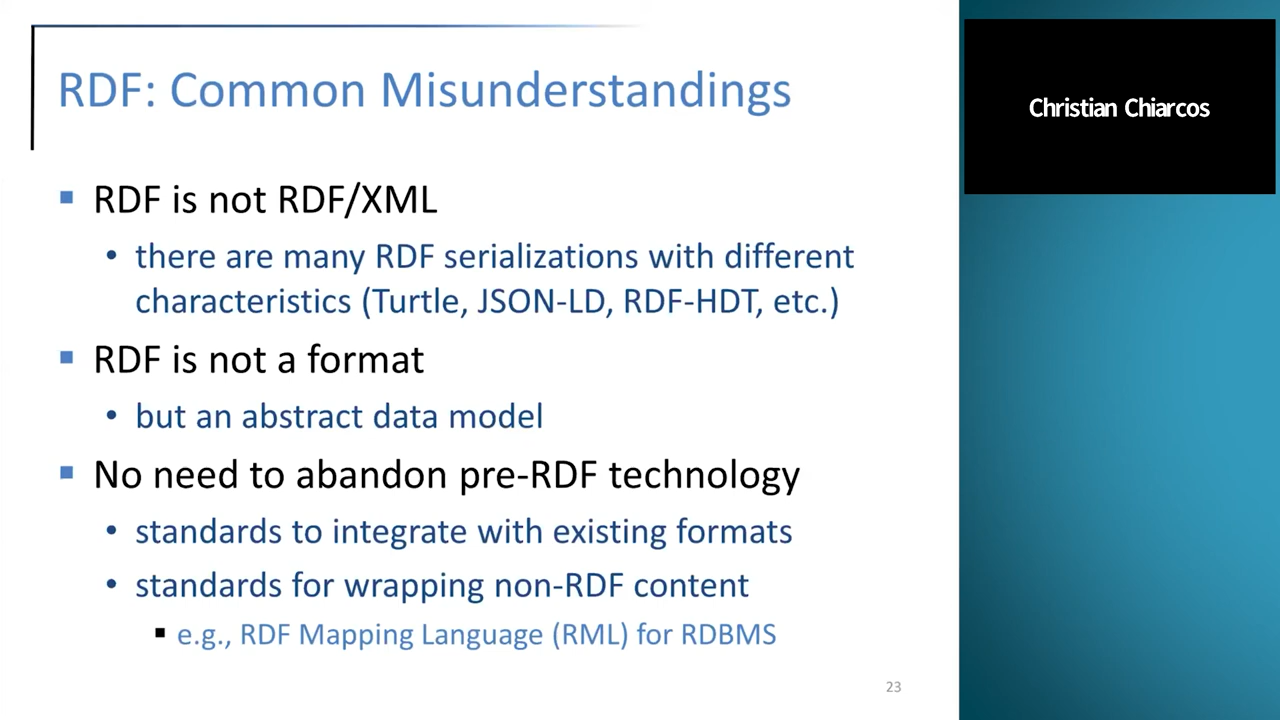 RDF: Common Misunderstandings
Christian Chiarcos
▪ RDF is not RDF/XML
• there are many RDF serializations with different
characteristics (Turtle, JSON-LD, RDF-HDT, etc.)
▪ RDF is not a format
• but an abstract data model
▪ No need to abandon pre-RDF technology
• standards to integrate with existing formats
• standards for wrapping non-RDF content
▪ e.g., RDF Mapping Language (RML) for RDBMS
23